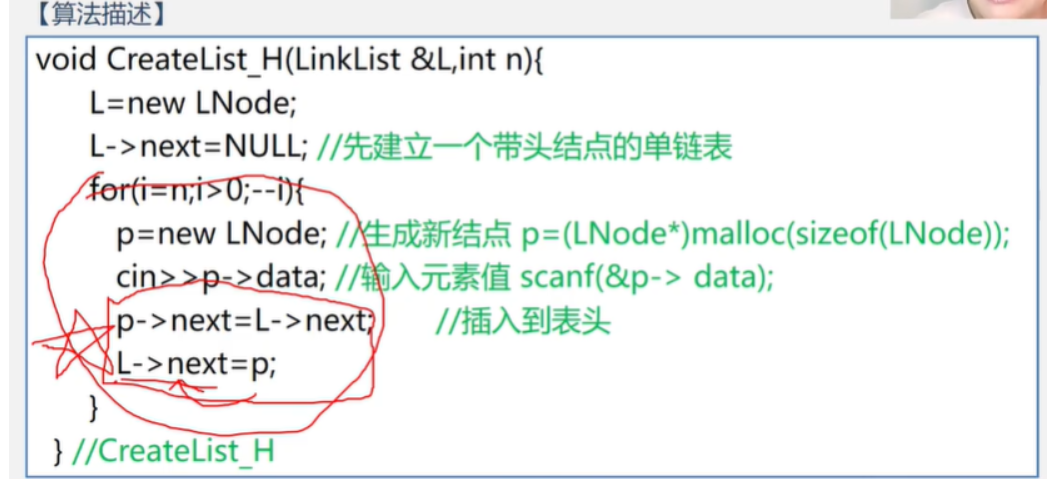 【算法描述】
void CreateList_H(LinkList &L,int n){
L=new LNode;
L->next=NULL; //先建立一个带头结点的单链表
for(i=n;i>0;--i){
p=new LNode; //生成新结点 p=(LNode*)malloc(sizeof(LNode));
cin>>p->data; //输入元素值 scanf(&p-> data);
p->next=L->next; //插入到表头
L->next=p;
}
} //CreateList_H